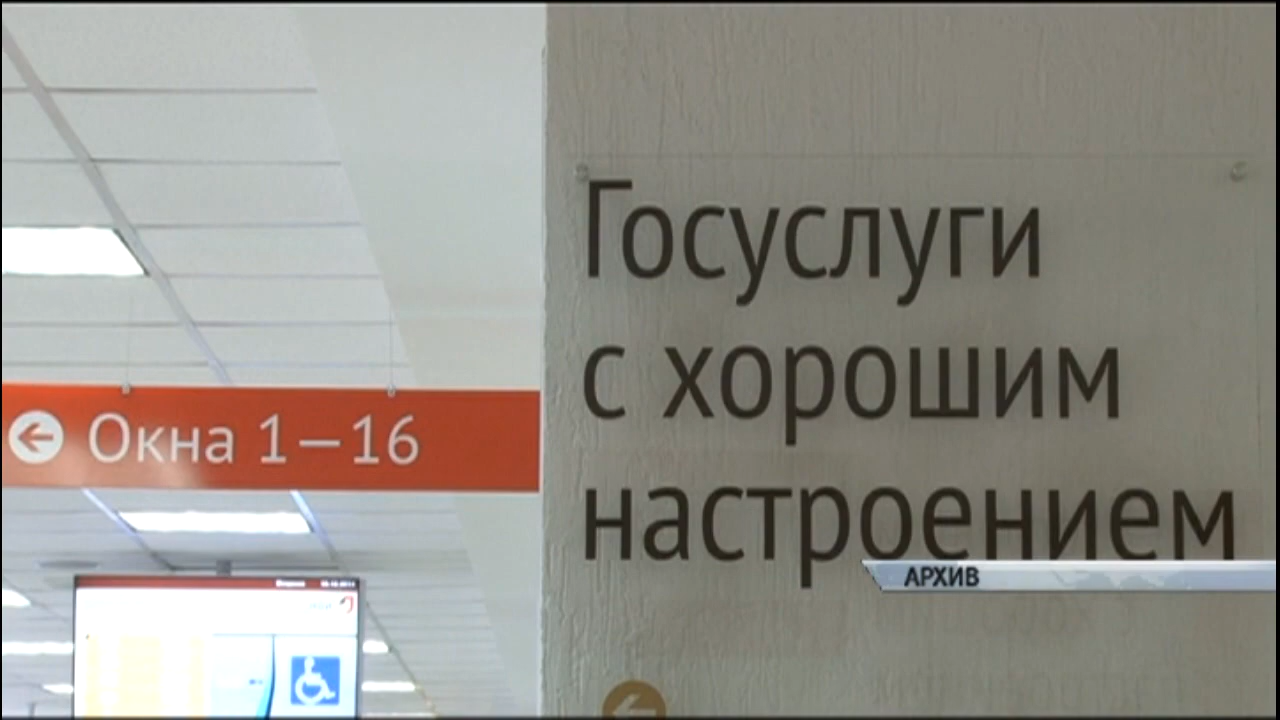 Госуслуги
с хорошим
настроением
Окна 1—16
АРХИВ